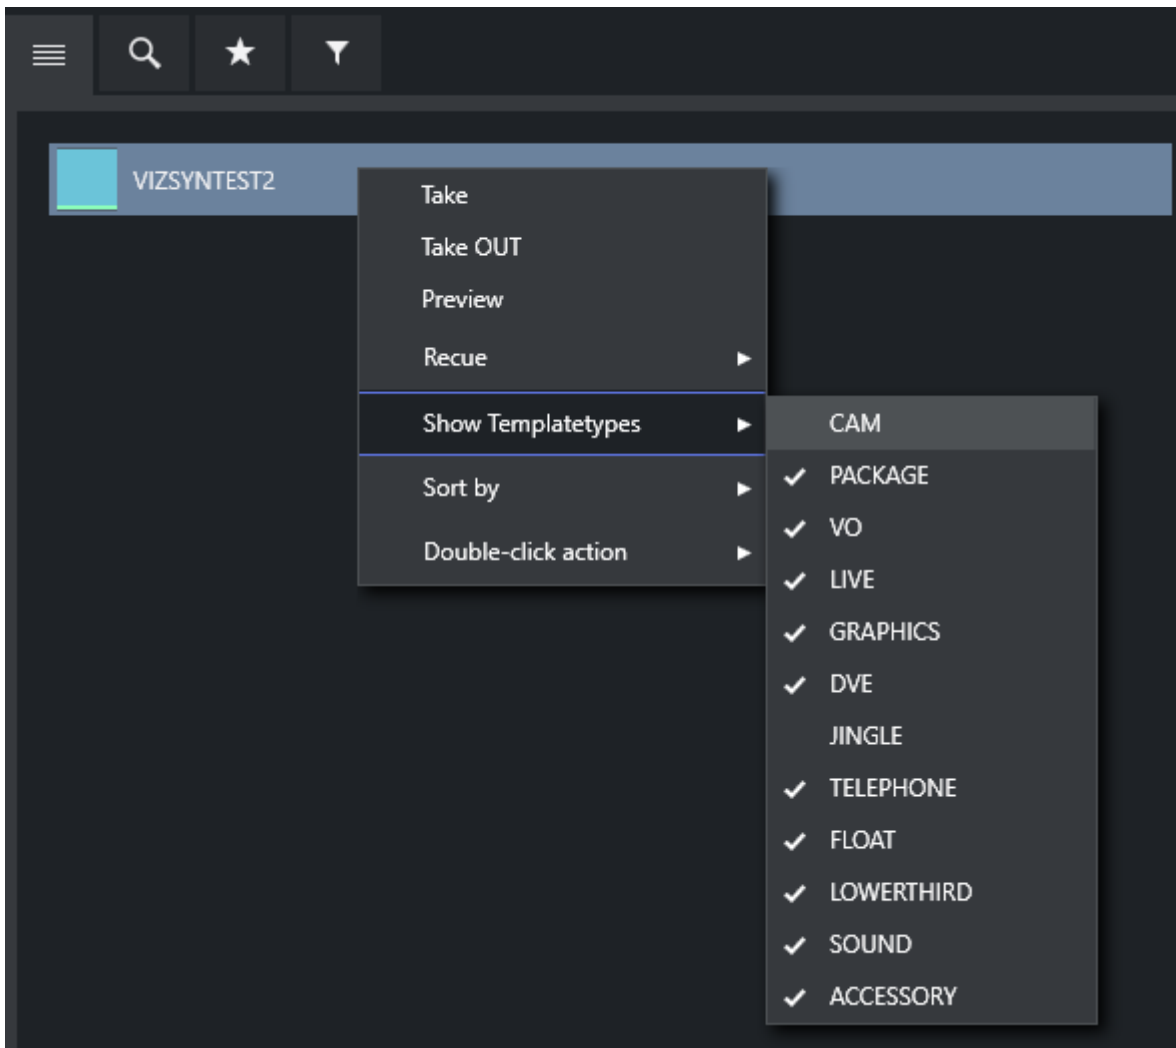 VIZSYNTEST2
Take
Take OUT
Preview
Recue
Show Templatetypes
Sort by
Double-click action
CAM
PACKAGE
VO
LIVE
GRAPHICS
DVE
JINGLE
TELEPHONE
FLOAT
LOWERTHIRD
SOUND
ACCESSORY